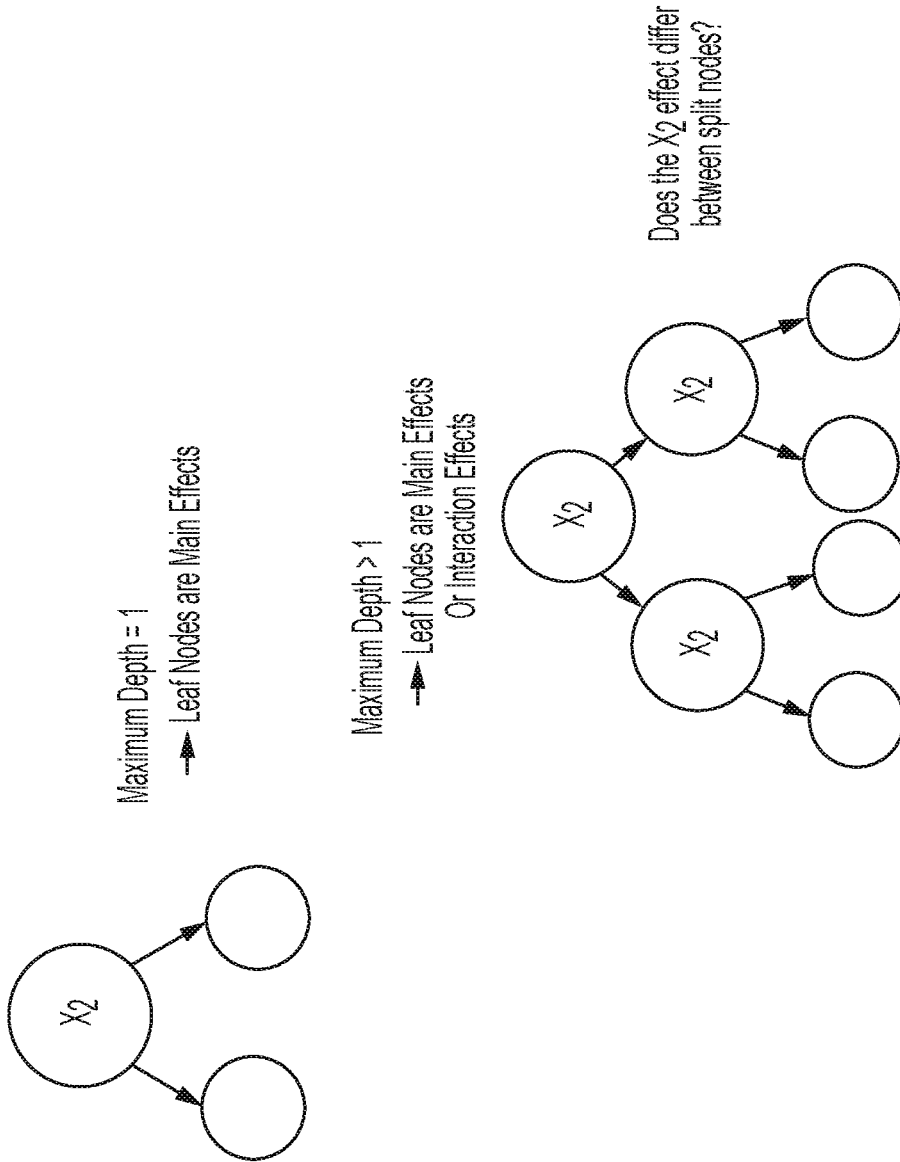 X2
Maximum Depth = 1
→ Leaf Nodes are Main Effects
Maximum Depth > 1
→ Leaf Nodes are Main Effects
Or Interaction Effects
X2
X2
X2
Does the X2 effect differ
between split nodes?